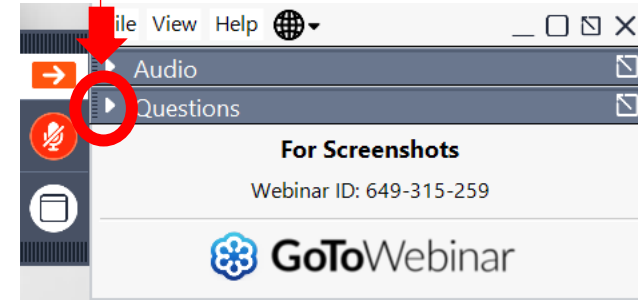 ile View Help
Audio
Questions
For Screenshots
Webinar ID: 649-315-259
GoToWebinar